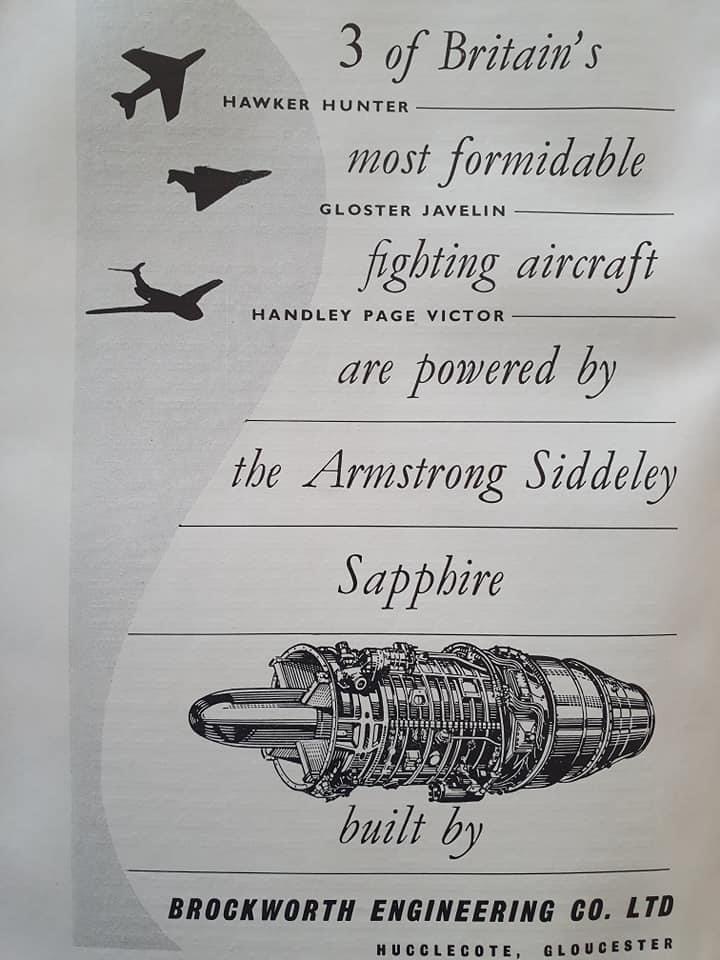 3 of Britain's
HAWKER HUNTER
most formidable
GLOSTER JAVELIN
fighting aircraft
HANDLEY PAGE VICTOR
are powered by
the Armstrong Siddeley
Sapphire
built by
BROCKWORTH ENGINEERING CO. LTD
HUCCLECOTE, GLOUCESTER